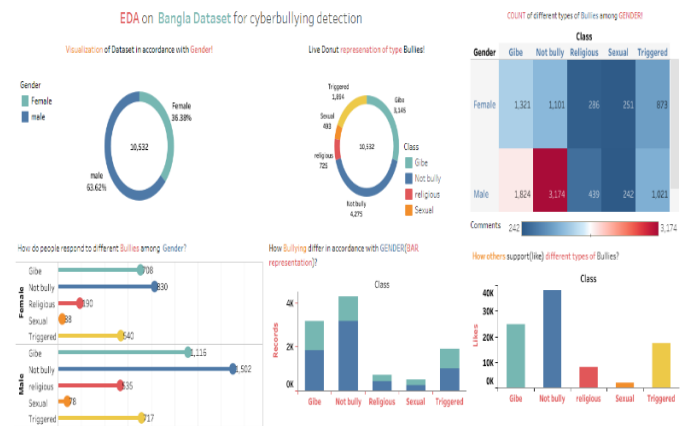 EDA on Bangla Dataset for cyberbullying detection
Visualization of Dataset in accordance with Gender!
Gender
Female
male
Female
36.38%
10,532
male
63.62%
Live Donut represenation of type Bullies!
Triggered
Gibe
3,145
Sexual
493
religious
725
10,532
Not bully
4,275
Class
Gibe
Not bully
religious
Sexual
COUNT of different types of Bullies among GENDER!
Class
Gender Gibe Not bully Religious Sexual Triggered
Female 1,321 1,101 286 251 873
Male 1,824 3,174 439 242 1,021
Comments 242 3,174
How do people respond to different Bullies among Gender?
Female
Gibe 708
Not bully 830
Religious 190
Sexual 38
Triggered 540
Male
Gibe 1,116
Not bully 1,502
religious 535
Sexual 78
Triggered 717
How Bullying differ in accordance with GENDER(BAR
representation)?
Class
Records
4K
2K
0K
Gibe Not bully Religious Sexual Triggered
How others support(like) different types of Bullies?
Class
Likes
40K
30K
20K
10K
0K
Gibe Not bully religious Sexual Triggered